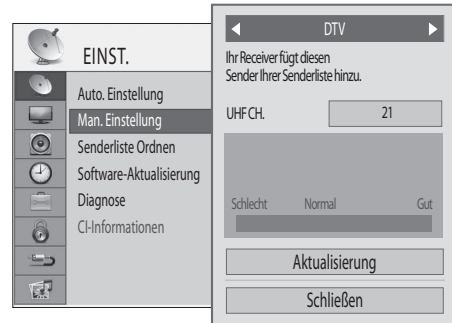 EINST.
Auto. Einstellung
Man. Einstellung
Senderliste Ordnen
Software-Aktualisierung
Diagnose
CI-Informationen
DTV
Ihr Receiver fügt diesen
Sender Ihrer Senderliste hinzu.
UHF CH. 21
Schlecht Normal Gut
Aktualisierung
Schließen